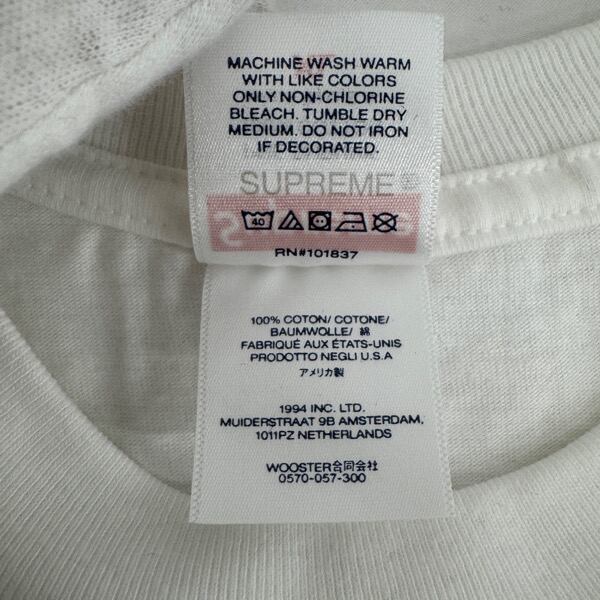 MACHINE WASH WARM
WITH LIKE COLORS
ONLY NON-CHLORINE
BLEACH. TUMBLE DRY
MEDIUM. DO NOT IRON
IF DECORATED.
SUPREME
40
RN#101837
100% COTON/ COTONE/
BAUMWOLLE/ 綿
FABRIQUÉ AUX ÉTATS-UNIS
PRODOTTO NEGLI U.S.A
アメリカ製
1994 INC. LTD.
MUIDERSTRAAT 9B AMSTERDAM,
1011PZ NETHERLANDS
WOOSTER合同会社
0570-057-300